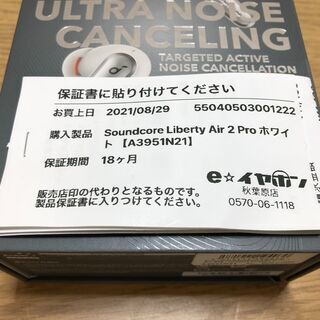 ULTRA NOISE
CANCELING
TARGETED ACTIVE
NOISE CANCELLATION
保証書に貼り付けてください
お買上日 2021/08/29 55040503001222
購入製品 Soundcore Liberty Air 2 Pro ホワイ
ト 【A3951N21】
保証期間 18ヶ月
e☆イヤホン
秋葉原店
0570-06-1118
販売店印の代わりとなるものです。
製品保証書に入りつけてください。